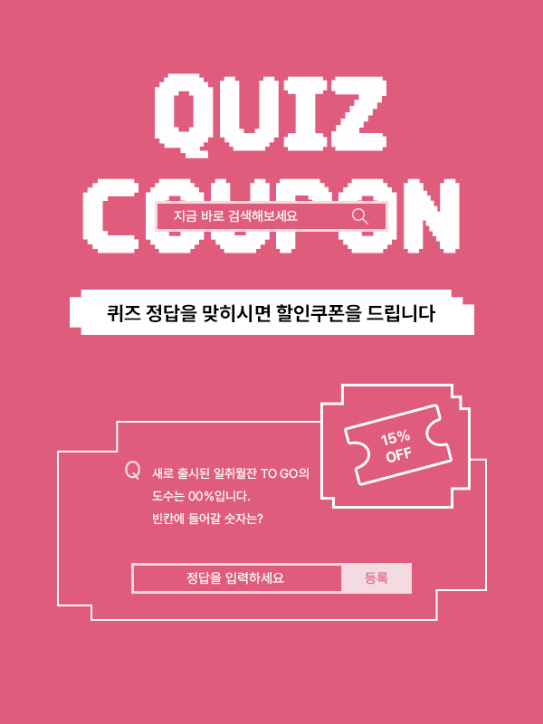 QUIZ
COUPON
지금 바로 검색해보세요
퀴즈 정답을 맞히시면 할인쿠폰을 드립니다
15%
OFF
Q 새로 출시된 일취월잔 TO GO의
도수는 00%입니다.
빈칸에 들어갈 숫자는?
정답을 입력하세요 등록